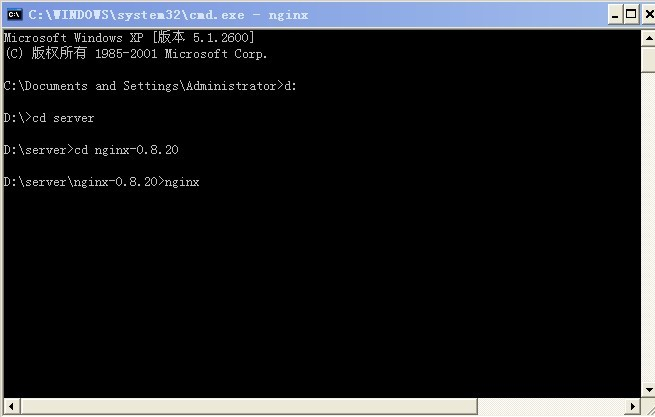 C:\WINDOWS\system32\cmd.exe - nginx
Microsoft Windows XP [版本 5.1.2600]
(C) 版权所有 1985-2001 Microsoft Corp.
C:\Documents and Settings\Administrator>d:
D:\>cd server
D:\server>cd nginx-0.8.20
D:\server\nginx-0.8.20>nginx